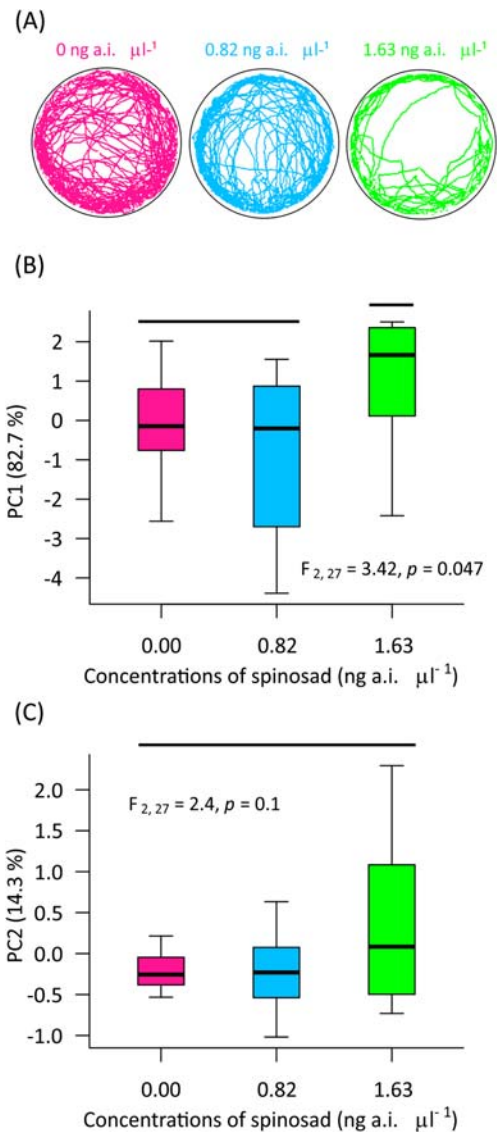 (A)
0 ng a.i. μl-¹ 0.82 ng a.i. μl-¹ 1.63 ng a.i. μl-¹
(B)
2
1
0
-1
-2
-3
-4
PC1 (82.7 %)
F 2, 27 = 3.42, p = 0.047
0.00 0.82 1.63
Concentrations of spinosad (ng a.i. μl⁻¹)
(C)
2.0
1.5
1.0
0.5
0.0
-0.5
-1.0
PC2 (14.3 %)
F 2, 27 = 2.4, p = 0.1
0.00 0.82 1.63
Concentrations of spinosad (ng a.i. μl⁻¹)